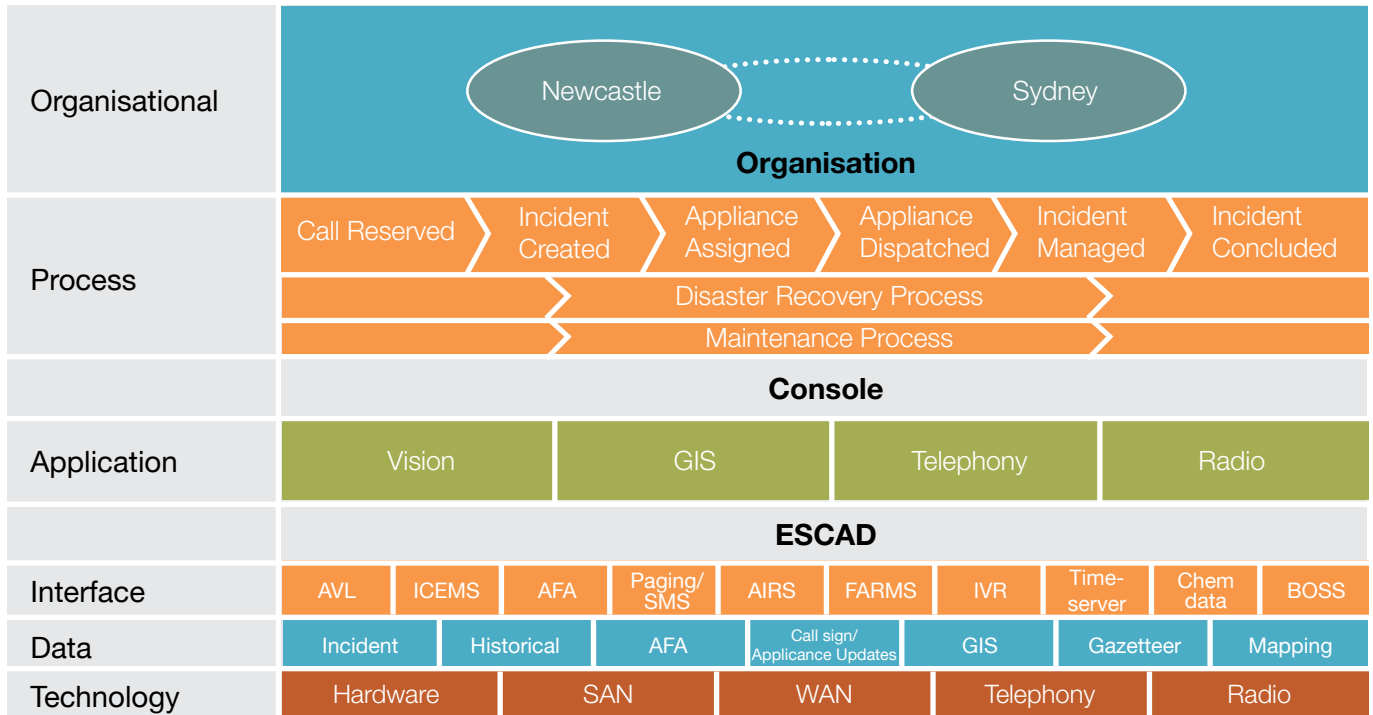 Organisational
Newcastle
Sydney
Organisation
Process
Call Reserved
Incident
Created
Appliance
Assigned
Appliance
Dispatched
Incident
Managed
Incident
Concluded
Disaster Recovery Process
Maintenance Process
Console
Application
Vision
GIS
Telephony
Radio
ESCAD
Interface
AVL
ICEMS
AFA
Paging/
SMS
AIRS
FARMS
IVR
Time-
server
Chem
data
BOSS
Data
Incident
Historical
AFA
Call sign/
Applicance Updates
GIS
Gazetteer
Mapping
Technology
Hardware
SAN
WAN
Telephony
Radio